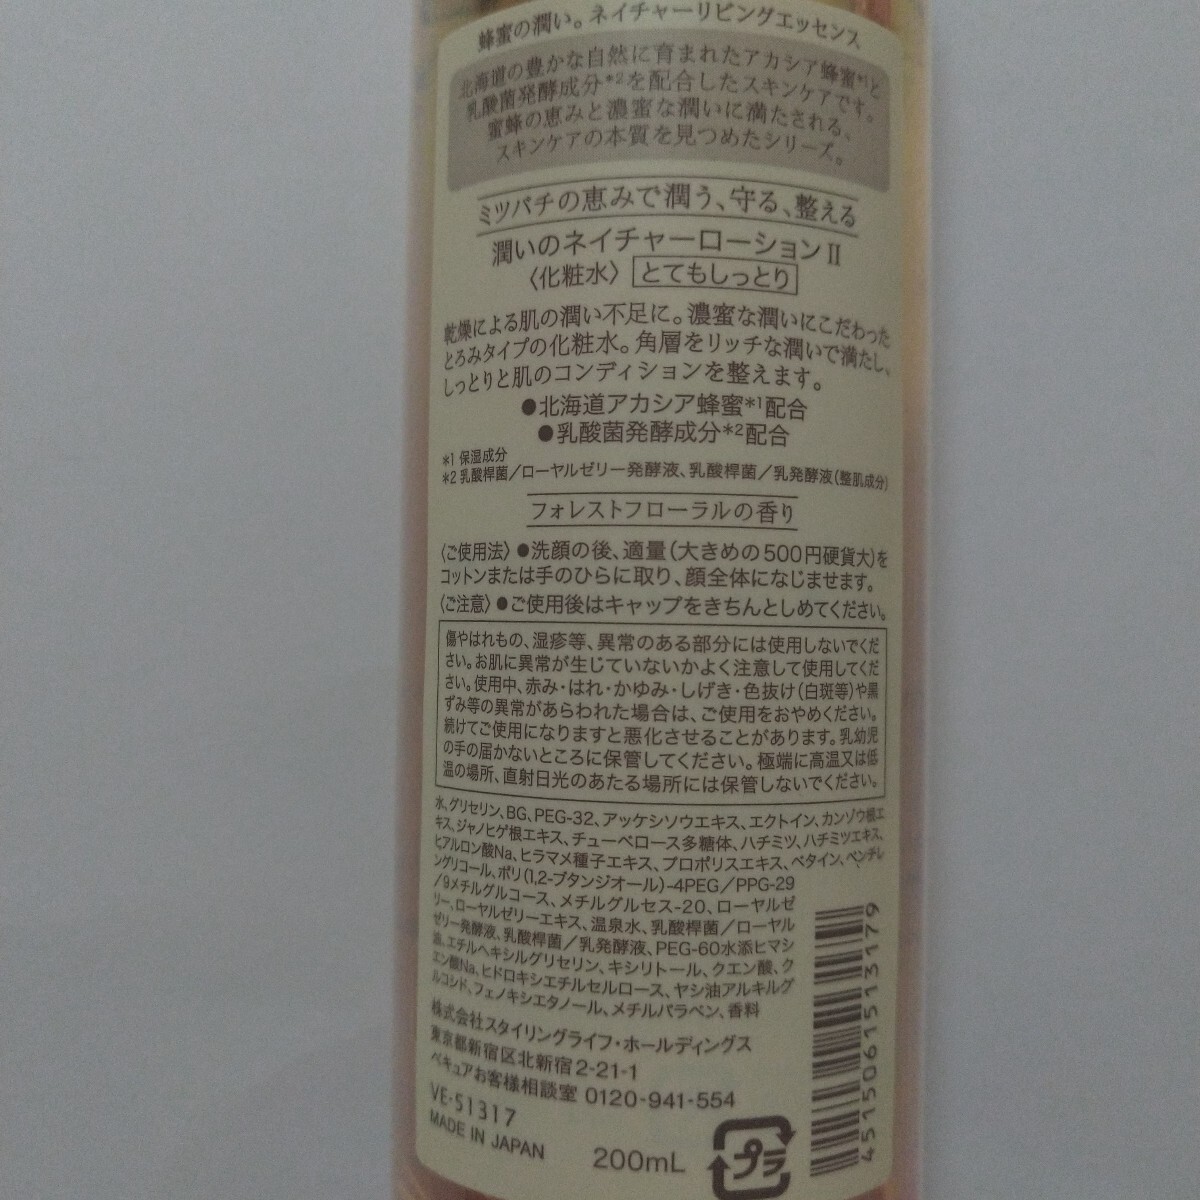 蜂蜜の潤い。ネイチャーリビングエッセンス
北海道の豊かな自然に育まれたアカシア蜂蜜*1と
乳酸菌発酵成分*2を配合したスキンケアです。
蜜蜂の恵みと濃密な潤いに満たされる、
スキンケアの本質を見つめたシリーズ。
ミツバチの恵みで潤う、守る、整える
潤いのネイチャーローションⅡ
〈化粧水〉 とてもしっとり
乾燥による肌の潤い不足に。濃蜜な潤いにこだわった
とろみタイプの化粧水。角層をリッチな潤いで満たし、
しっとりと肌のコンディションを整えます。
●北海道アカシア蜂蜜*1配合
●乳酸菌発酵成分*2配合
*1 保湿成分
*2 乳酸桿菌/ローヤルゼリー発酵液、乳酸桿菌/乳発酵液(整肌成分)
フォレストフローラルの香り
〈ご使用法〉●洗顔の後、適量(大きめの500円硬貨大)を
コットンまたは手のひらに取り、顔全体になじませます。
〈ご注意〉●ご使用後はキャップをきちんとしめてください。
傷やはれもの、湿疹等、異常のある部分には使用しないでくだ
さい。お肌に異常が生じていないかよく注意して使用してくだ
さい。使用中、赤み・はれ・かゆみ・しげき・色抜け(白斑等)や黒
ずみ等の異常があらわれた場合は、ご使用をおやめください。
続けてご使用になりますと悪化させることがあります。乳幼児
の手の届かないところに保管してください。極端に高温又は低
温の場所、直射日光のあたる場所には保管しないでください。
水、グリセリン、BG、PEG-32、アッケシソウエキス、エクトイン、カンゾウ根エ
キス、ジャノヒゲ根エキス、チューベロース多糖体、ハチミツ、ハチミツエキス、
ヒアルロン酸Na、ヒラマメ種子エキス、プロポリスエキス、ベタイン、ペンチレ
ングリコール、ポリ(1,2-ブタンジオール)-4PEG/PPG-29
/9メチルグルコース、メチルグルセス-20、ローヤルゼ
リー、ローヤルゼリーエキス、温泉水、乳酸桿菌/ローヤル
ゼリー発酵液、乳酸桿菌/乳発酵液、PEG-60水添ヒマシ
油、エチルヘキシルグリセリン、キシリトール、クエン酸、ク
エン酸Na、ヒドロキシエチルセルロース、ヤシ油アルキルグ
ルコシド、フェノキシエタノール、メチルパラベン、香料
株式会社スタイリングライフ・ホールディングス
東京都新宿区北新宿2-21-1
ベキュアお客様相談室 0120-941-554
VE-51317
MADE IN JAPAN
200mL
プラ
4515061513179